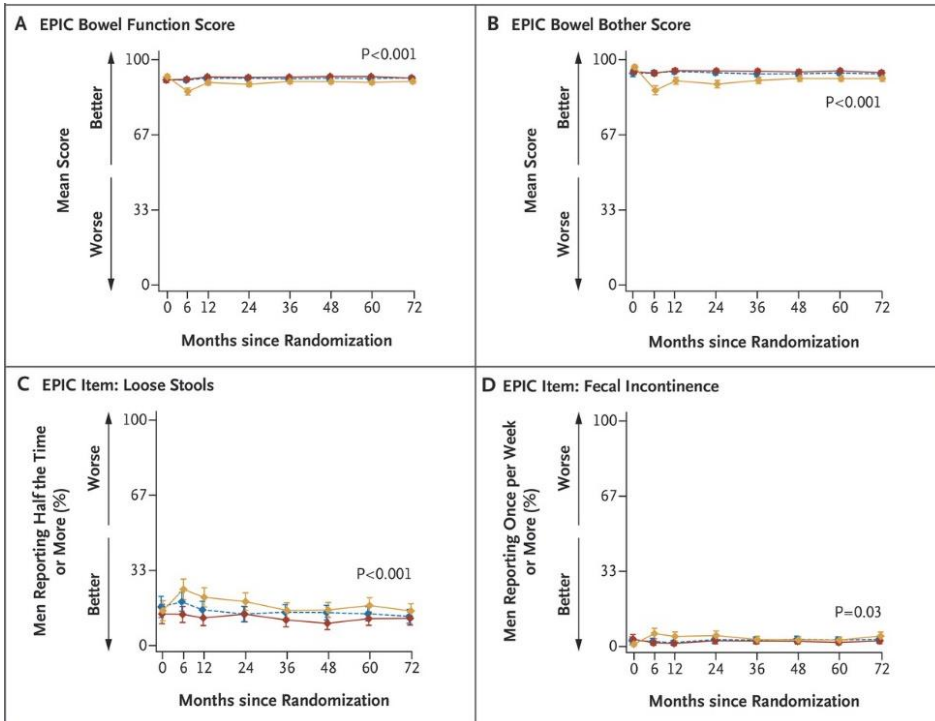 A EPIC Bowel Function Score
P<0.001
100
67
33
0
Better
Worse
Mean Score
0 6 12 24 36 48 60 72
Months since Randomization
B EPIC Bowel Bother Score
P<0.001
100
67
33
0
Better
Worse
Mean Score
0 6 12 24 36 48 60 72
Months since Randomization
C EPIC Item: Loose Stools
P<0.001
100
67
33
0
Worse
Better
Men Reporting Half the Time
or More (%)
0 6 12 24 36 48 60 72
Months since Randomization
D EPIC Item: Fecal Incontinence
P=0.03
100
67
33
0
Worse
Better
Men Reporting Once per Week
or More (%)
0 6 12 24 36 48 60 72
Months since Randomization